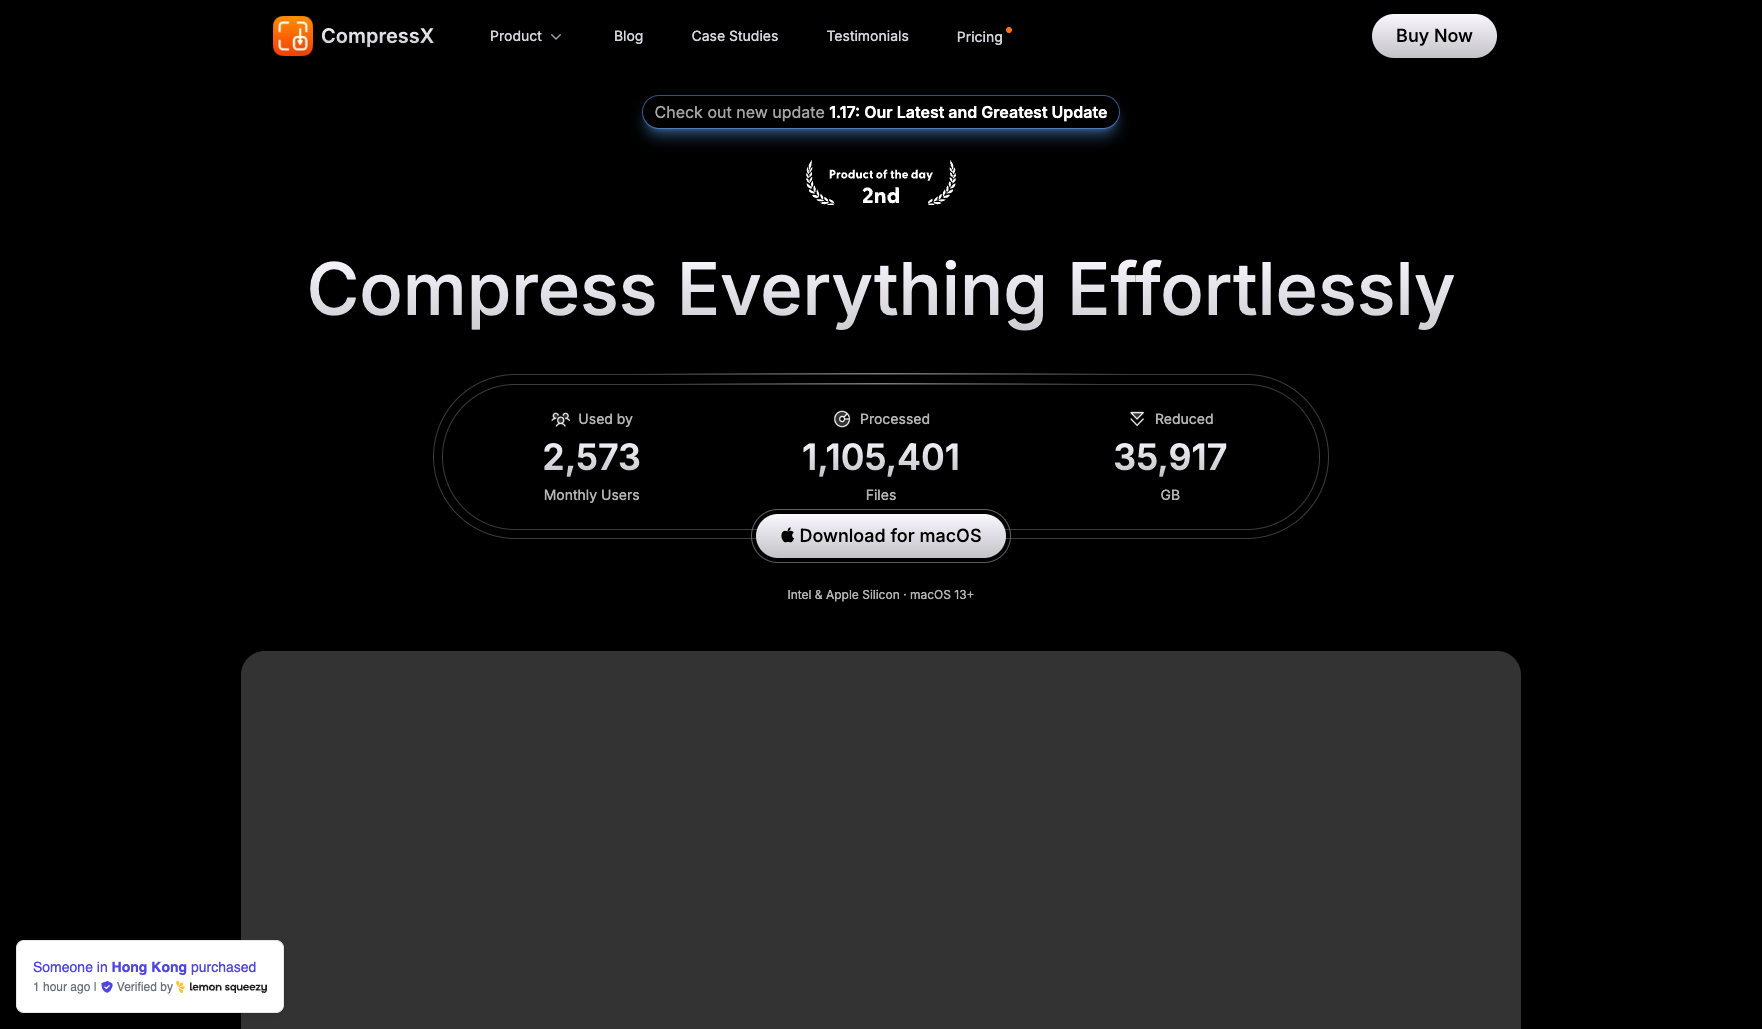 CompressX
Product
Blog
Case Studies
Testimonials
Pricing
Buy Now
Check out new update 1.17: Our Latest and Greatest Update
Product of the day
2nd
Compress Everything Effortlessly
Used by
2,573
Monthly Users
Processed
1,105,401
Files
Reduced
35,917
GB
Download for macOS
Intel & Apple Silicon · macOS 13+
Someone in Hong Kong purchased
1 hour ago | Verified by lemon squeezy